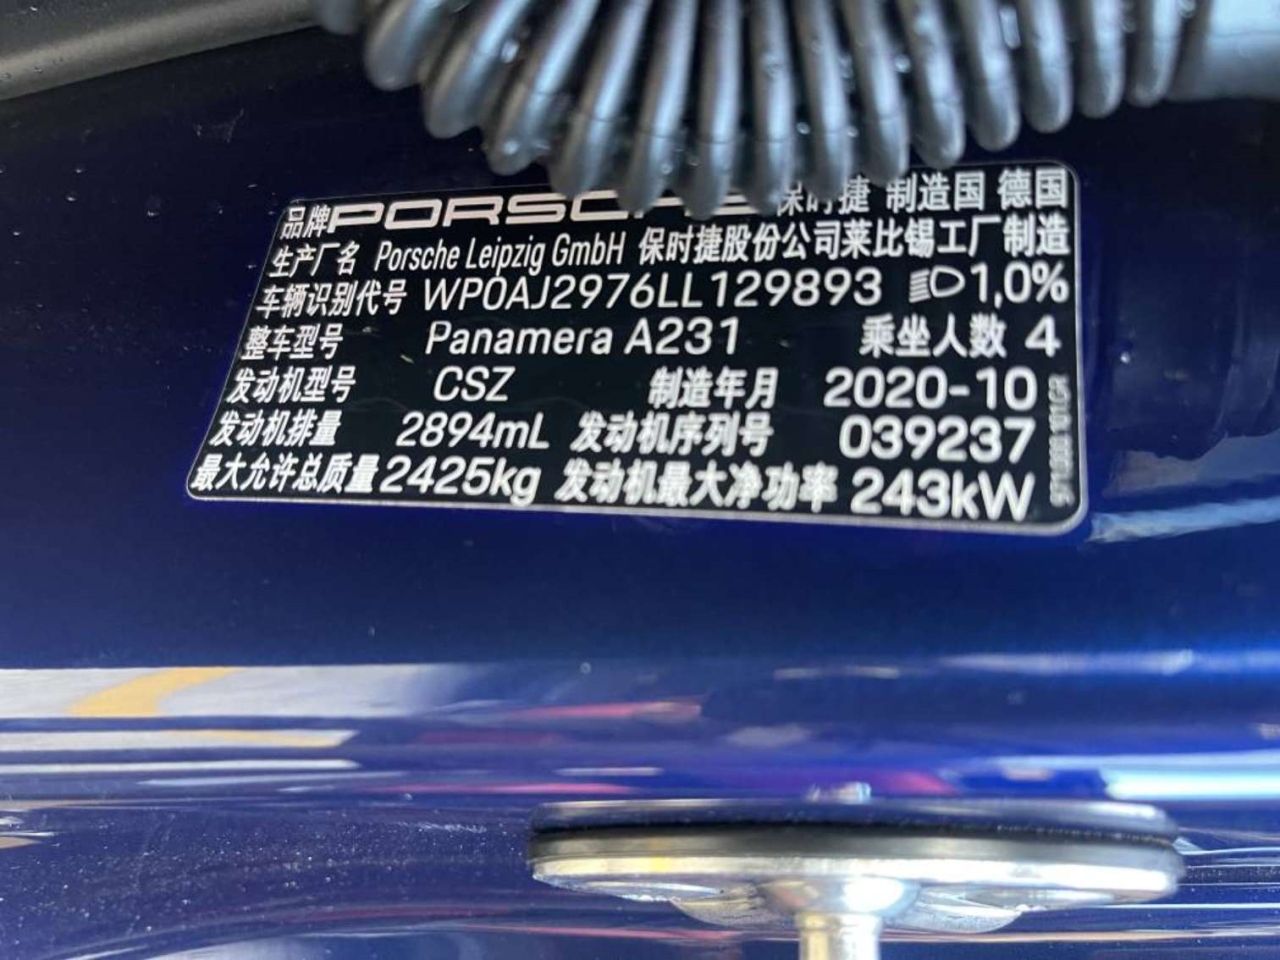 品牌 PORSCHE 保时捷 制造国 德国
生产厂名 Porsche Leipzig GmbH 保时捷股份公司莱比锡工厂制造
车辆识别代号 WP0AJ2976LL129893 1,0%
整车型号 Panamera A231 乘坐人数 4
发动机型号 CSZ 制造年月 2020-10
发动机排量 2894mL 发动机序列号 039237
最大允许总质量 2425kg 发动机最大净功率 243kW